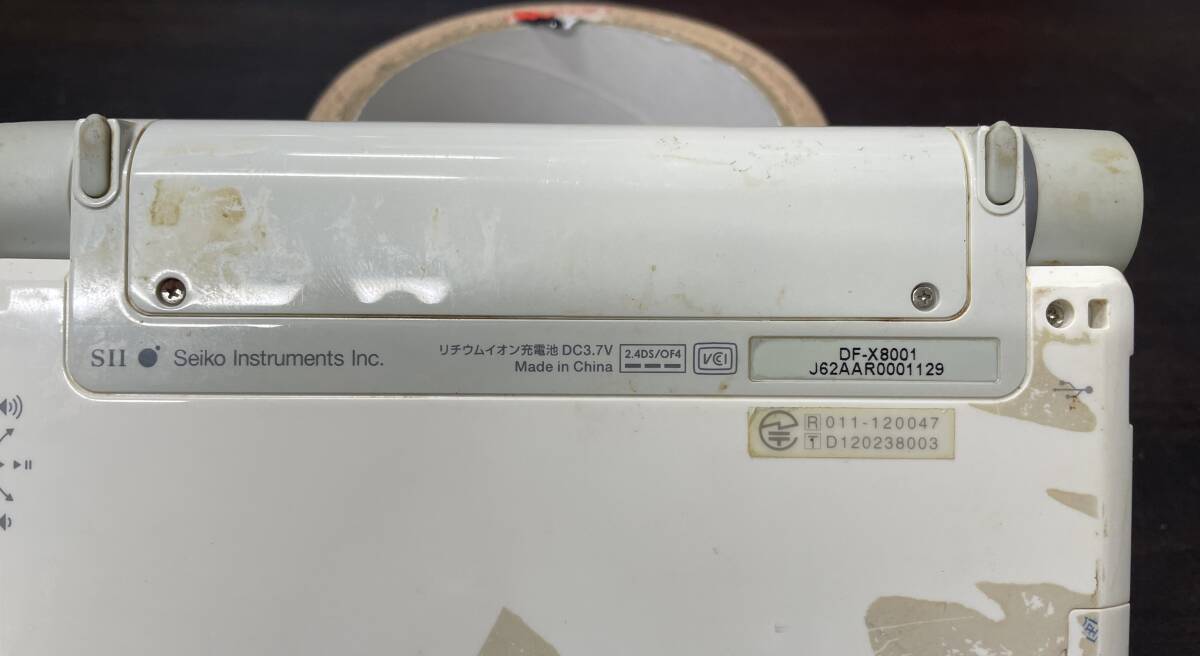 SII Seiko Instruments Inc.
リチウムイオン充電池 DC3.7V
Made in China
2.4DS/OF4
VCCI
DF-X8001
J62AAR0001129
R 011-120047
T D120238003